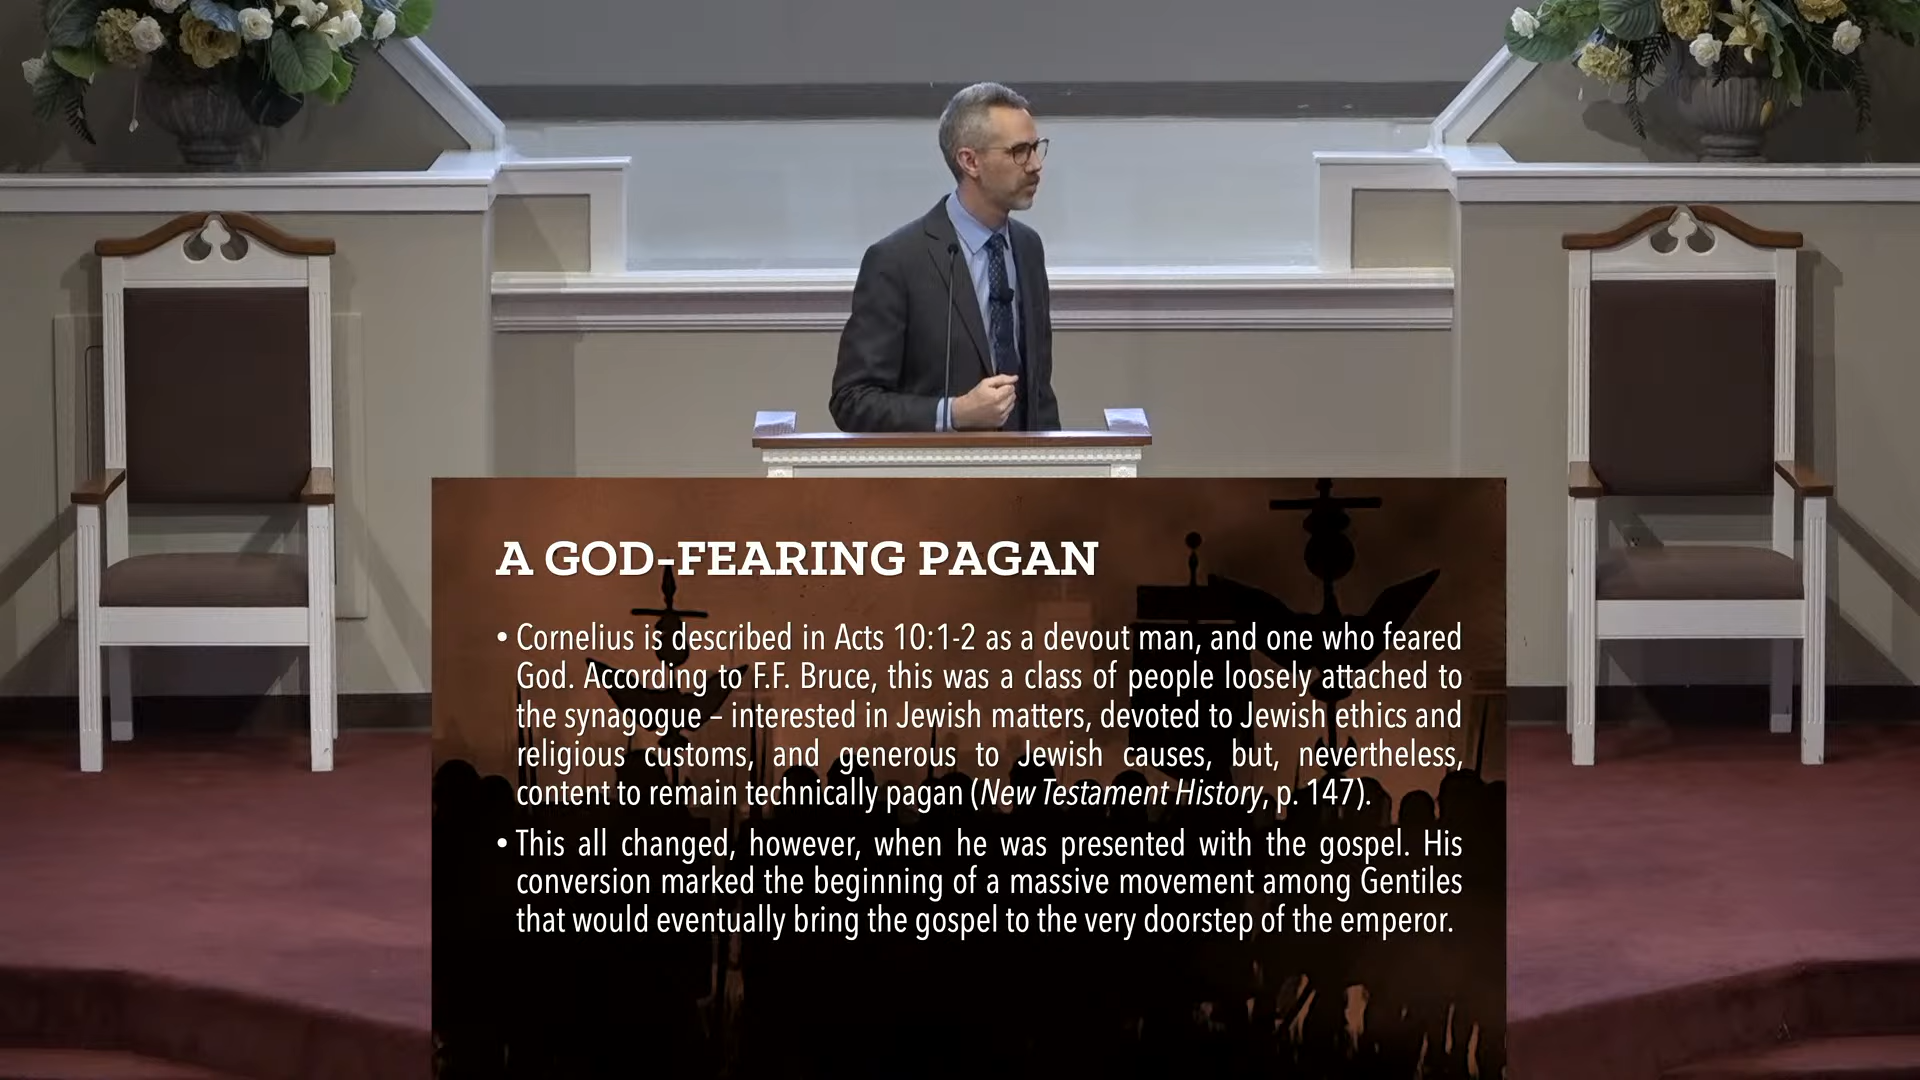 A GOD-FEARING PAGAN
• Cornelius is described in Acts 10:1-2 as a devout man, and one who feared
God. According to F.F. Bruce, this was a class of people loosely attached to
the synagogue – interested in Jewish matters, devoted to Jewish ethics and
religious customs, and generous to Jewish causes, but, nevertheless,
content to remain technically pagan (New Testament History, p. 147).
• This all changed, however, when he was presented with the gospel. His
conversion marked the beginning of a massive movement among Gentiles
that would eventually bring the gospel to the very doorstep of the emperor.